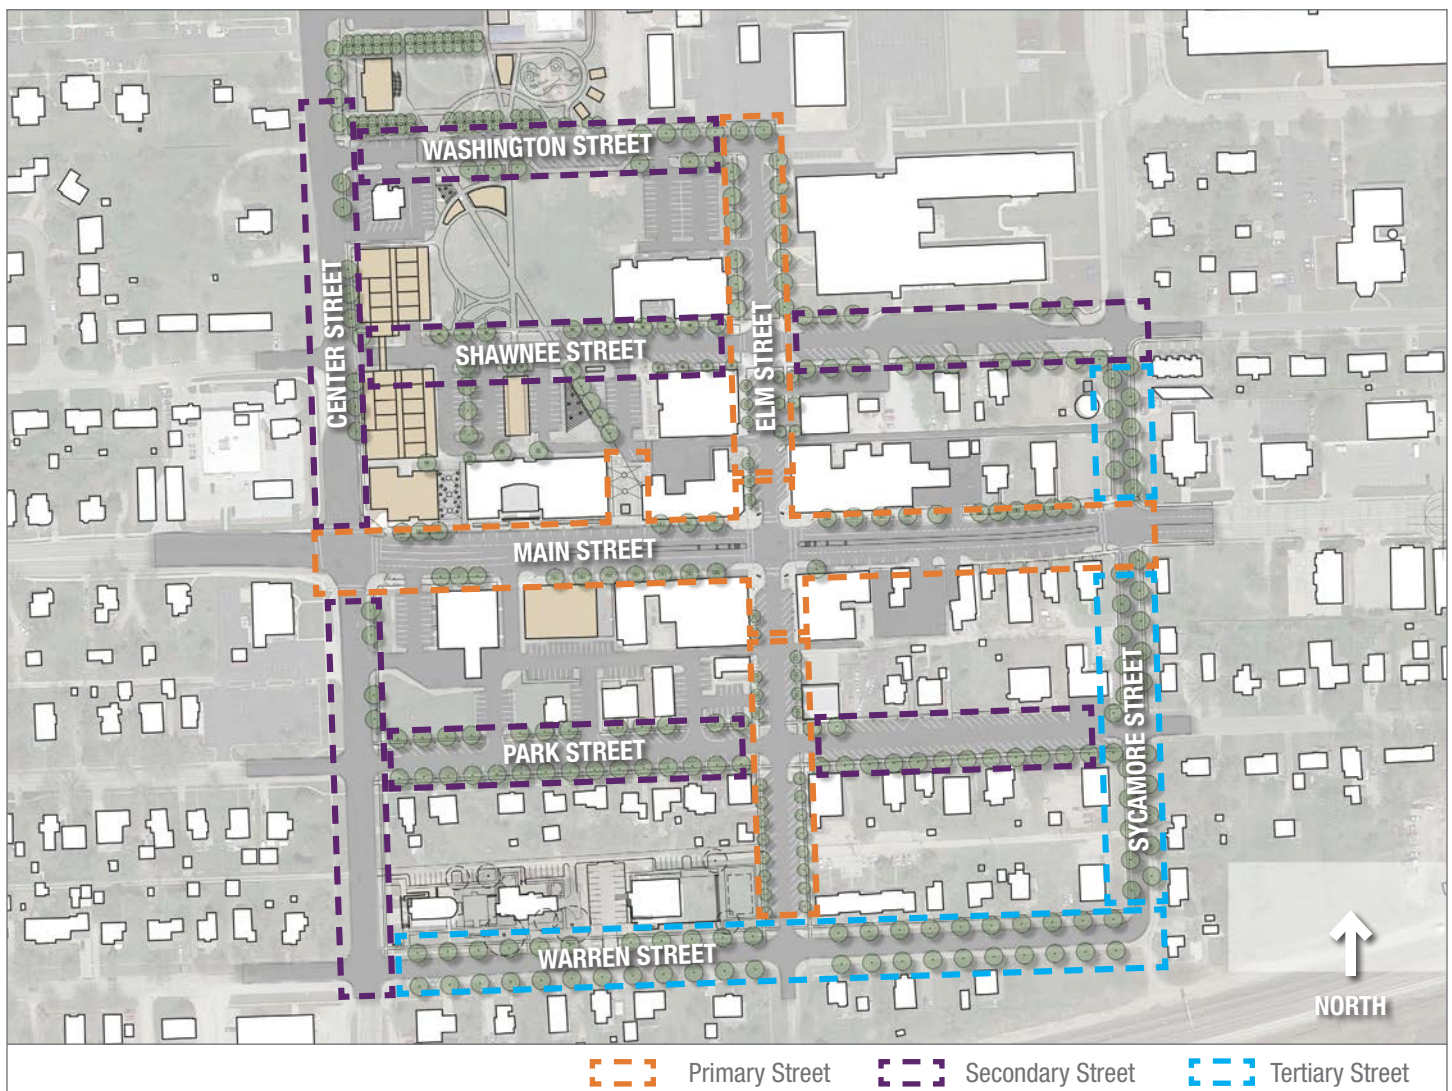 WASHINGTON STREET
CENTER STREET
SHAWNEE STREET
ELM STREET
MAIN STREET
PARK STREET
SYCAMORE STREET
WARREN STREET
NORTH
Primary Street
Secondary Street
Tertiary Street